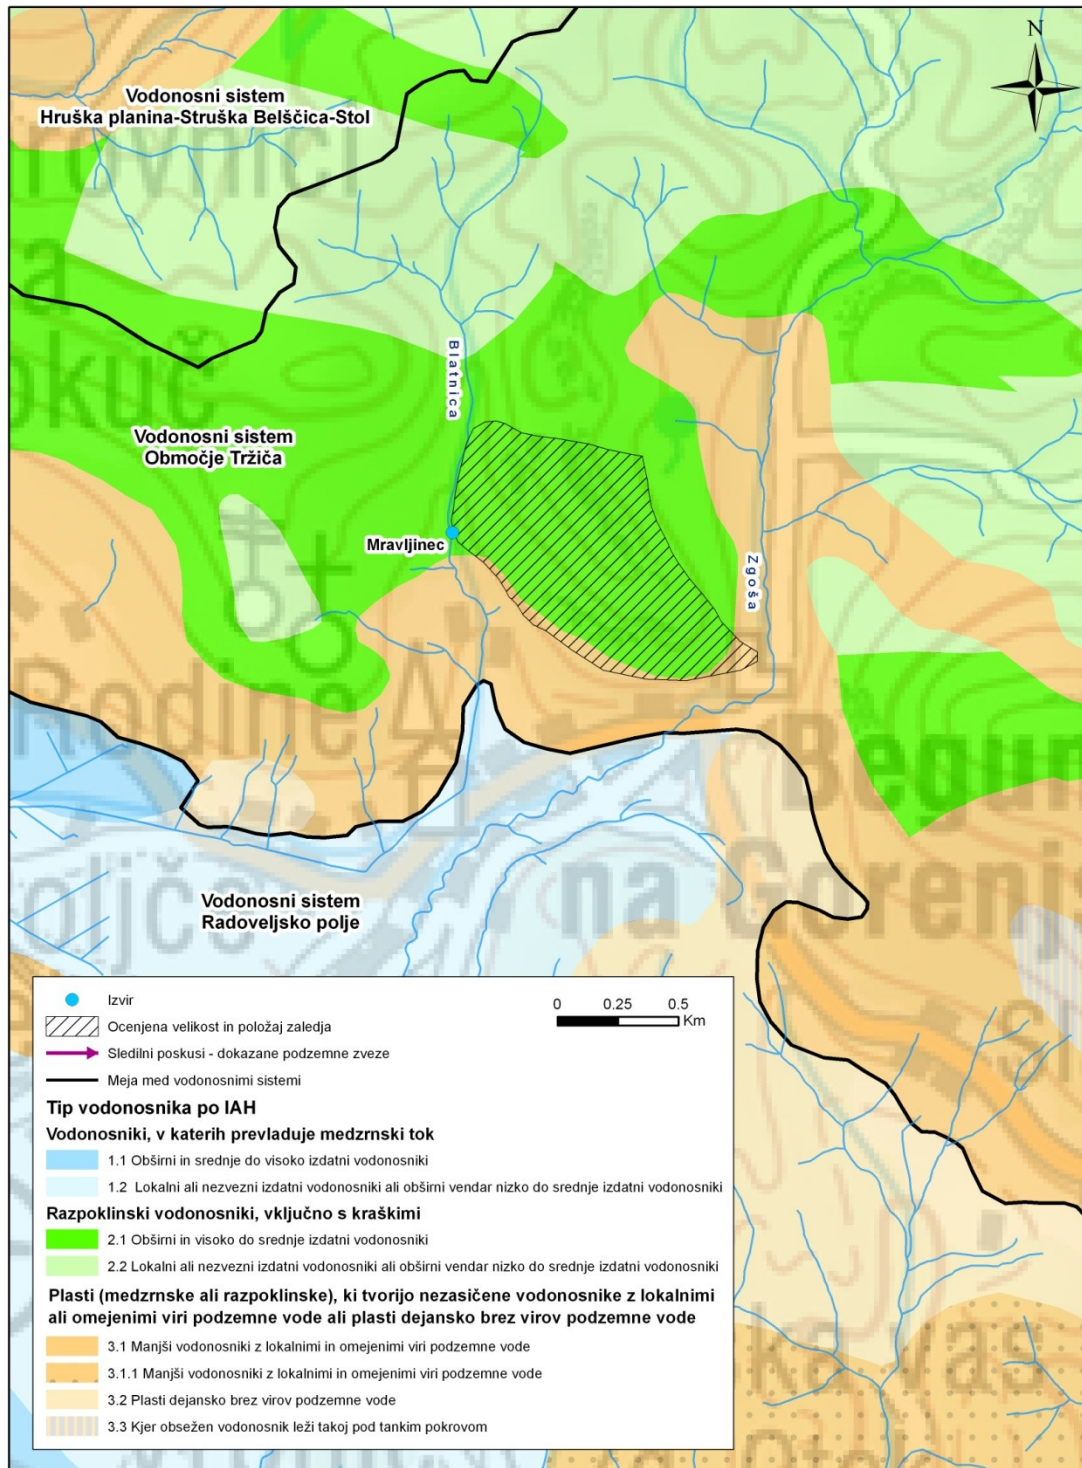 N
Vodonosni sistem
Hruška planina-Struška Belščica-Stol
Blatnica
Vodonosni sistem
Območje Tržiča
Mravljinec
Zgoša
Rodine
Begun
na Gorenj
Vodonosni sistem
Radoveljsko polje
Izvir
0 0.25 0.5
Km
Ocenjena velikost in položaj zaledja
Sledilni poskusi - dokazane podzemne zveze
Meja med vodonosnimi sistemi
Tip vodonosnika po IAH
Vodonosniki, v katerih prevladuje medzrnski tok
1.1 Obširni in srednje do visoko izdatni vodonosniki
1.2 Lokalni ali nezvezni izdatni vodonosniki ali obširni vendar nizko do srednje izdatni vodonosniki
Razpoklinski vodonosniki, vključno s kraškimi
2.1 Obširni in visoko do srednje izdatni vodonosniki
2.2 Lokalni ali nezvezni izdatni vodonosniki ali obširni vendar nizko do srednje izdatni vodonosniki
Plasti (medzrnske ali razpoklinske), ki tvorijo nezasičene vodonosnike z lokalnimi
ali omejenimi viri podzemne vode ali plasti dejansko brez virov podzemne vode
3.1 Manjši vodonosniki z lokalnimi in omejenimi viri podzemne vode
3.1.1 Manjši vodonosniki z lokalnimi in omejenimi viri podzemne vode
3.2 Plasti dejansko brez virov podzemne vode
3.3 Kjer obsežen vodonosnik leži takoj pod tankim pokrovom